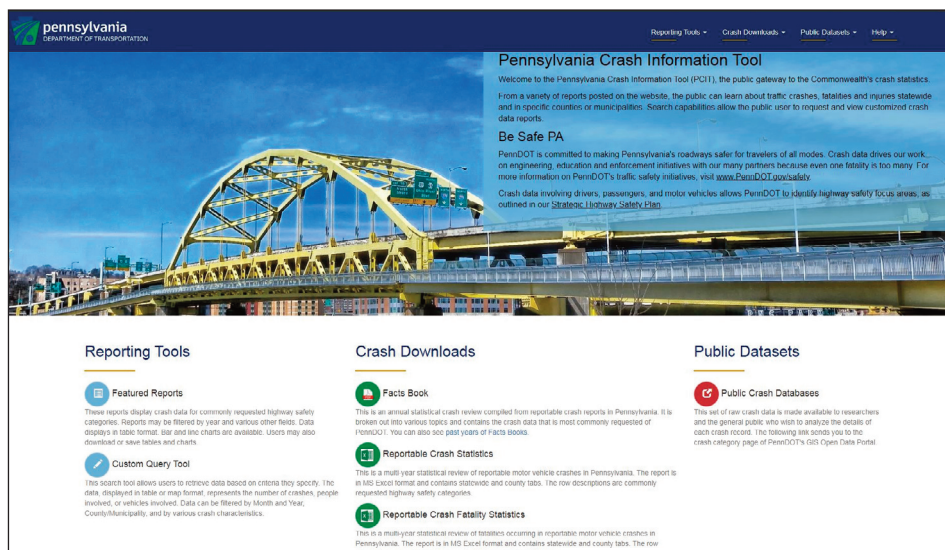 pennsylvania
DEPARTMENT OF TRANSPORTATION
Reporting Tools
Crash Downloads
Public Datasets
Help
Pennsylvania Crash Information Tool
Welcome to the Pennsylvania Crash Information Tool (PCIT), the public gateway to the Commonwealth's crash statistics.
From a variety of reports posted on the website, the public can learn about traffic crashes, fatalities and injuries statewide
and in specific counties or municipalities. Search capabilities allow the public user to request and view customized crash
data reports.
Be Safe PA
PennDOT is committed to making Pennsylvania's roadways safer for travelers of all modes. Crash data drives our work
on engineering, education and enforcement initiatives with our many partners because even one fatality is too many. For
more information on PennDOT's traffic safety initiatives, visit www.PennDOT.gov/safety.
Crash data involving drivers, passengers, and motor vehicles allows PennDOT to identify highway safety focus areas, as
outlined in our Strategic Highway Safety Plan.
Reporting Tools
Featured Reports
These reports display crash data for commonly requested highway safety
categories. Reports may be filtered by year and various other fields. Data
displays in table format. Bar and line charts are available. Users may also
download or save tables and charts.
Custom Query Tool
This search tool allows users to retrieve data based on criteria they specify. The
data, displayed in table or map format, represents the number of crashes, people
involved, or vehicles involved. Data can be filtered by Month and Year,
County/Municipality, and by various crash characteristics.
Crash Downloads
Facts Book
This is an annual statistical crash review compiled from reportable crash reports in Pennsylvania. It is
broken out into various topics and contains the crash data that is most commonly requested of
PennDOT. You can also see past years of Facts Books.
Reportable Crash Statistics
This is a multi year statistical review of reportable motor vehicle crashes in Pennsylvania. The report is
in MS Excel format and contains statewide and county tabs. The row descriptions are commonly
requested highway safety categories.
Reportable Crash Fatality Statistics
This is a multi-year statistical review of fatalities occurring in reportable motor vehicle crashes in
Pennsylvania. The report is in MS Excel format and contains statewide and county tabs. The row
Public Datasets
Public Crash Databases
This set of raw crash data is made available to researchers
and the general public who wish to analyze the details of
each crash record. The following link sends you to the
crash category page of PennDOT's GIS Open Data Portal.